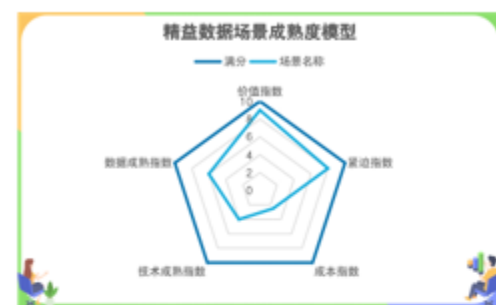 精益数据场景成熟度模型
满分 场景名称
价值指数
10
8
6
4
2
0
数据成熟指数
紧迫指数
技术成熟指数
成本指数